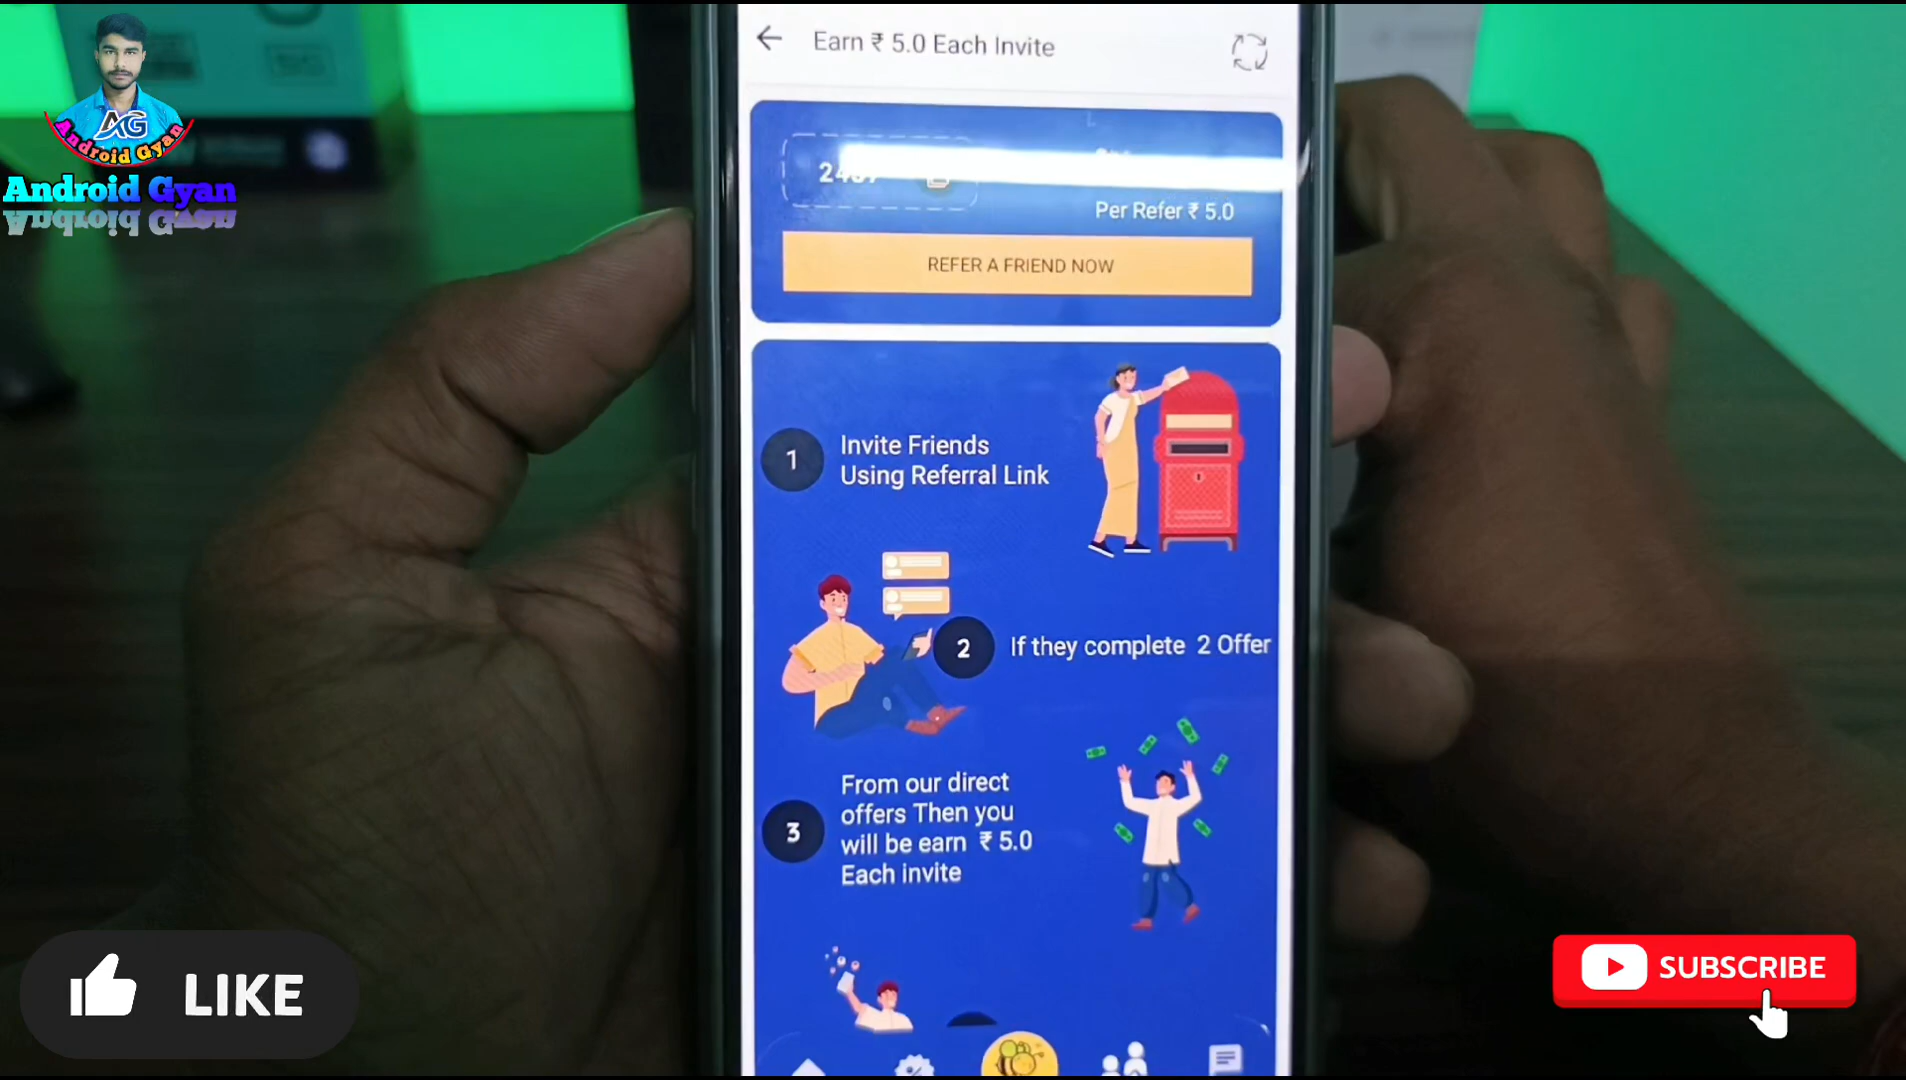 Earn ₹ 5.0 Each Invite
Per Refer ₹ 5.0
REFER A FRIEND NOW
1
Invite Friends
Using Referral Link
2
If they complete 2 Offer
3
From our direct
offers Then you
will be earn ₹ 5.0
Each invite
AG
Android Gyan
Android Gyan
LIKE
SUBSCRIBE